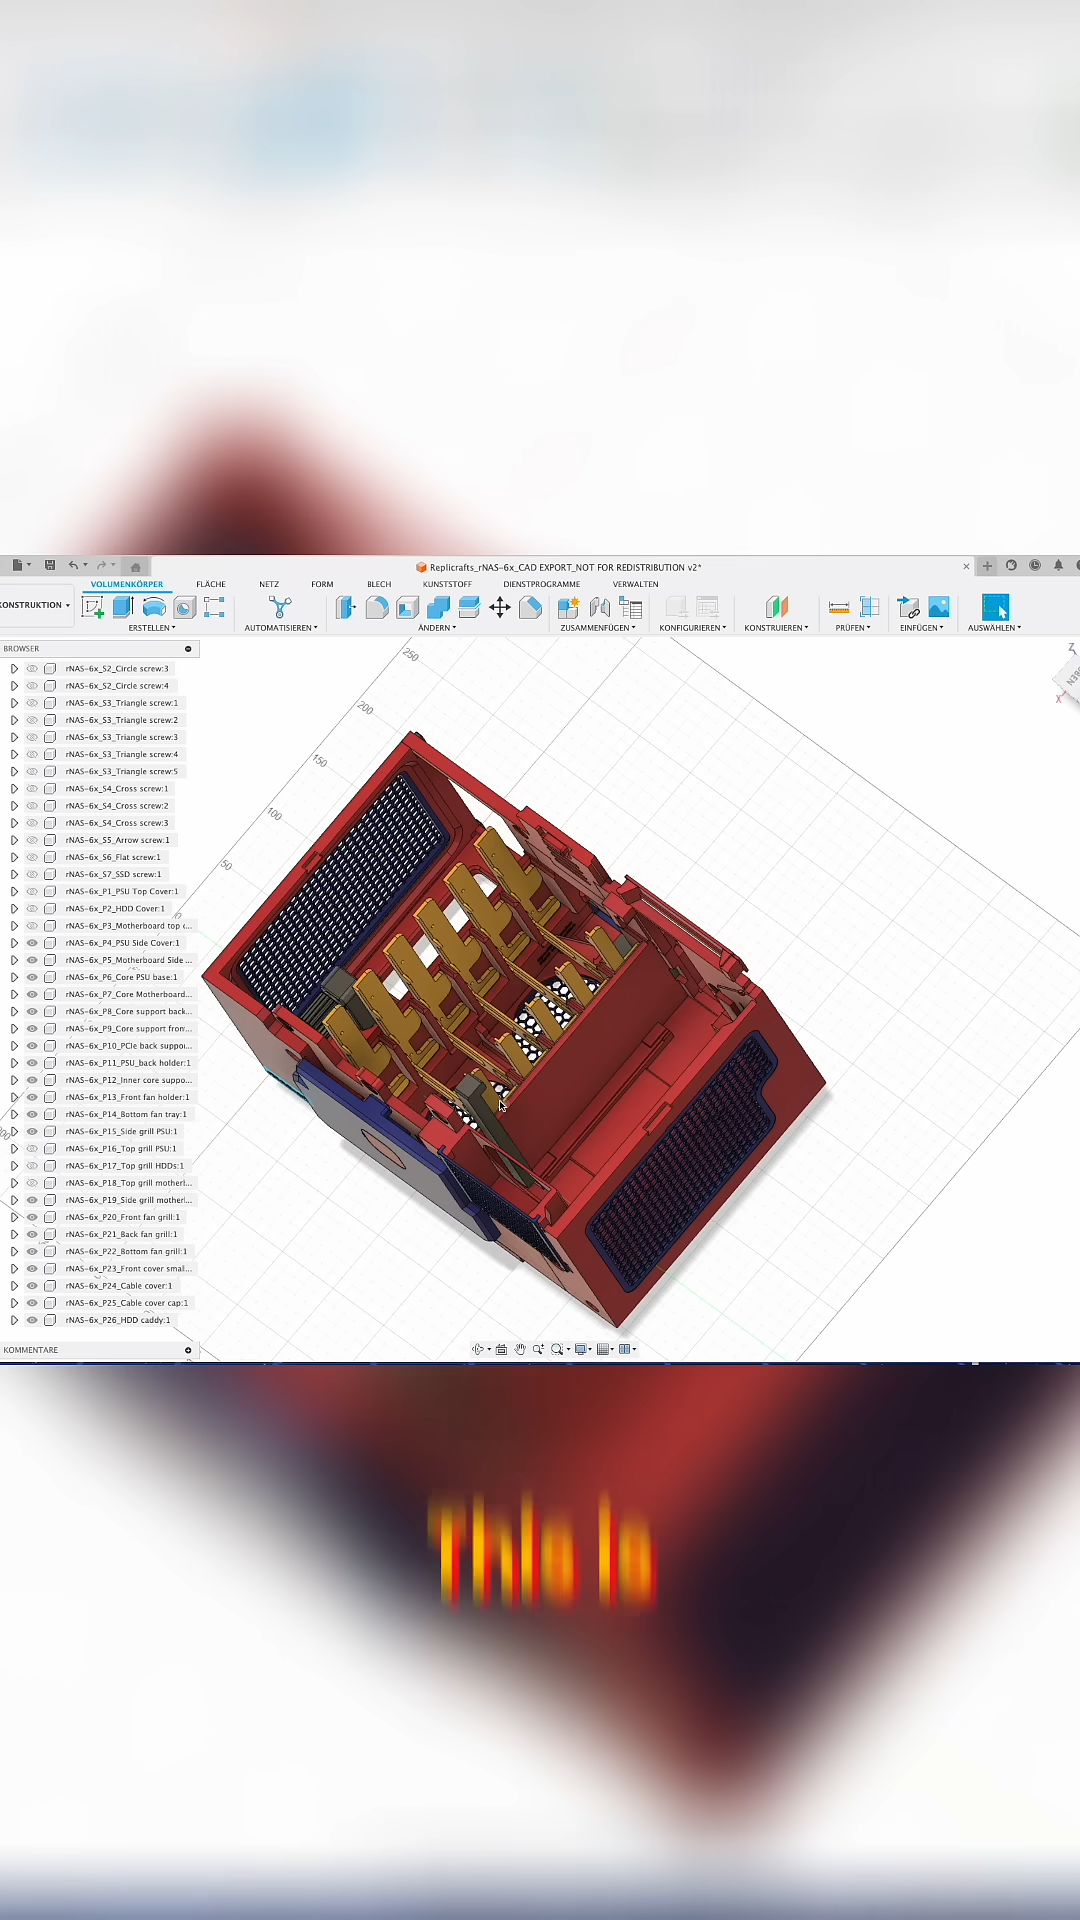 Replicrafts_rNAS-6x_CAD EXPORT_NOT FOR REDISTRIBUTION v2*
VOLUMENKÖRPER FLÄCHE NETZ FORM BLECH KUNSTSTOFF DIENSTPROGRAMME VERWALTEN
KONSTRUKTION
ERSTELLEN AUTOMATISIEREN ÄNDERN ZUSAMMENFÜGEN KONFIGURIEREN KONSTRUIEREN PRÜFEN EINFÜGEN AUSWÄHLEN
BROWSER
rNAS-6x_S2_Circle screw:3
rNAS-6x_S2_Circle screw:4
rNAS-6x_S3_Triangle screw:1
rNAS-6x_S3_Triangle screw:2
rNAS-6x_S3_Triangle screw:3
rNAS-6x_S3_Triangle screw:4
rNAS-6x_S3_Triangle screw:5
rNAS-6x_S4_Cross screw:1
rNAS-6x_S4_Cross screw:2
rNAS-6x_S4_Cross screw:3
rNAS-6x_S5_Arrow screw:1
rNAS-6x_S6_Flat screw:1
rNAS-6x_S7_SSD screw:1
rNAS-6x_P1_PSU Top Cover:1
rNAS-6x_P2_HDD Cover:1
rNAS-6x_P3_Motherboard top c...
rNAS-6x_P4_PSU Side Cover:1
rNAS-6x_P5_Motherboard Side ...
rNAS-6x_P6_Core PSU base:1
rNAS-6x_P7_Core Motherboard...
rNAS-6x_P8_Core support back...
rNAS-6x_P9_Core support fron...
rNAS-6x_P10_PCIe back suppo...
rNAS-6x_P11_PSU_back holder:1
rNAS-6x_P12_Inner core suppo...
rNAS-6x_P13_Front fan holder:1
rNAS-6x_P14_Bottom fan tray:1
rNAS-6x_P15_Side grill PSU:1
rNAS-6x_P16_Top grill PSU:1
rNAS-6x_P17_Top grill HDDs:1
rNAS-6x_P18_Top grill motherl...
rNAS-6x_P19_Side grill motherl...
rNAS-6x_P20_Front fan grill:1
rNAS-6x_P21_Back fan grill:1
rNAS-6x_P22_Bottom fan grill:1
rNAS-6x_P23_Front cover smal...
rNAS-6x_P24_Cable cover:1
rNAS-6x_P25_Cable cover cap:1
rNAS-6x_P26_HDD caddy:1
KOMMENTARE
250
200
150
100
50
Z
X